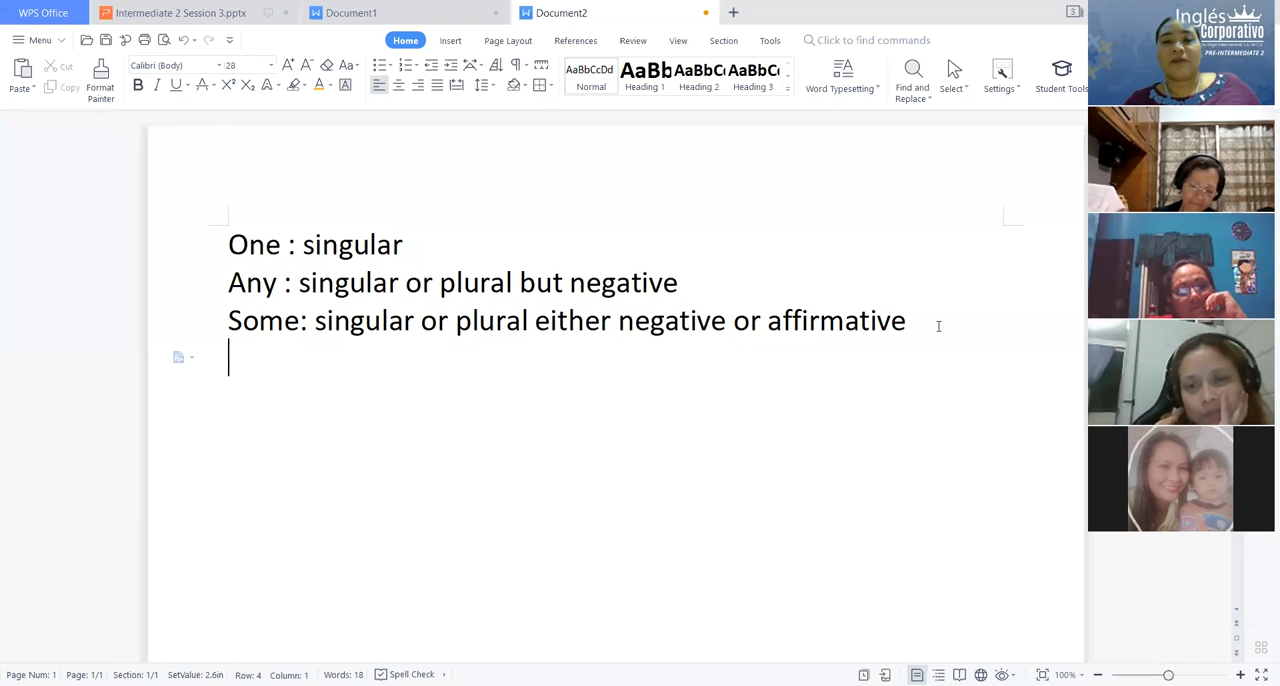 WPS Office
Intermediate 2 Session 3.pptx
Document1
Document2
3
Menu
Home
Insert
Page Layout
References
Review
View
Section
Tools
Click to find commands
Paste
Cut
Copy
Format Painter
Calibri (Body)
28
AaBbCcDd
Normal
AaBb
Heading 1
AaBbC
Heading 2
AaBbC
Heading 3
Word Typesetting
Find and Replace
Select
Settings
Student Tools
Inglés
Corporativo
PRE-INTERMEDIATE 2
One : singular
Any : singular or plural but negative
Some: singular or plural either negative or affirmative
Page Num: 1 Page: 1/1 Section: 1/1 SetValue: 2.6in Row: 4 Column: 1 Words: 18 Spell Check 100%